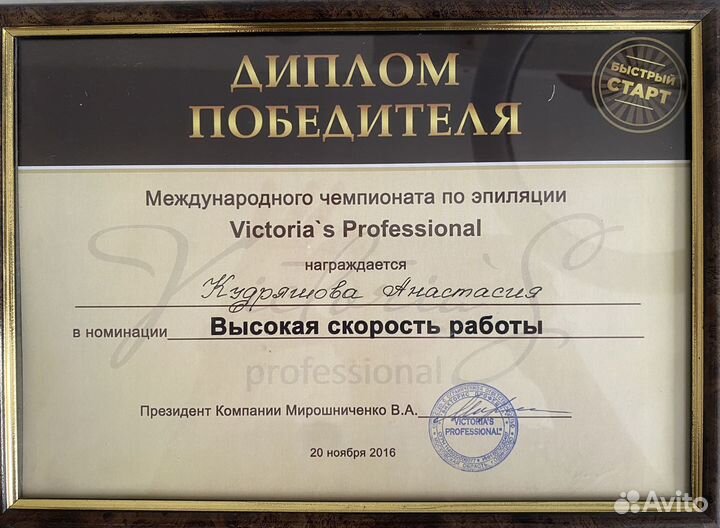 ДИПЛОМ
ПОБЕДИТЕЛЯ
БЫСТРЫЙ
СТАРТ
Международного чемпионата по эпиляции
Victoria`s Professional
награждается
Кудряшова Анастасия
в номинации Высокая скорость работы
professional
Президент Компании Мирошниченко В.А.
"VICTORIA'S
PROFESSIONAL"
20 ноября 2016
Avito